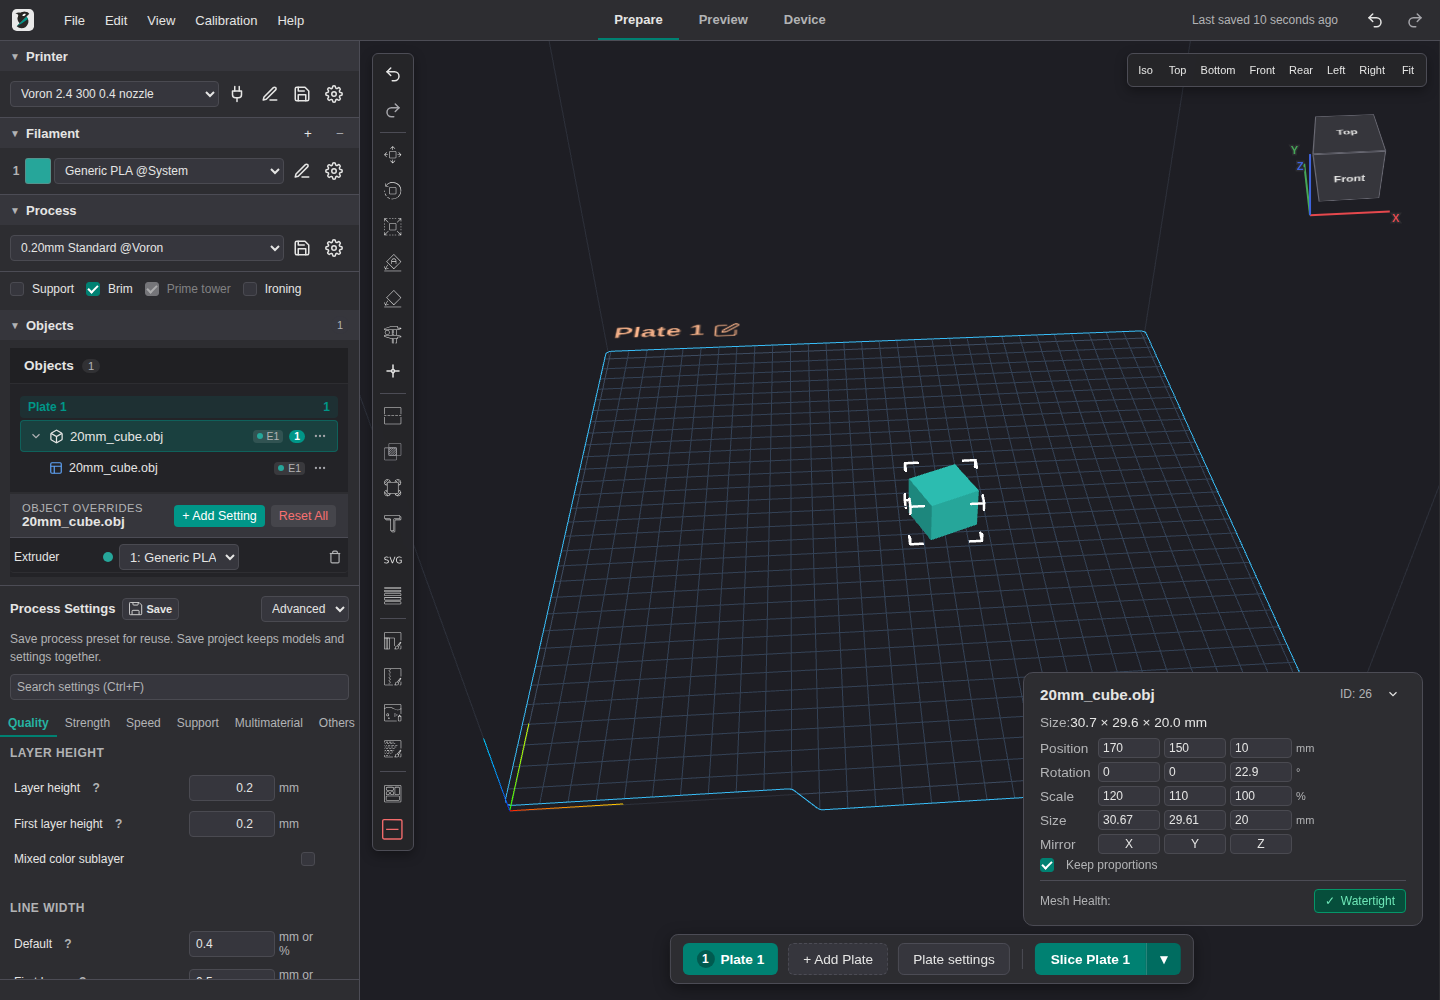 File Edit View Calibration Help
Prepare Preview Device
Last saved 10 seconds ago
Printer
Voron 2.4 300 0.4 nozzle
Filament + −
1 Generic PLA @System
Process
0.20mm Standard @Voron
Support Brim Prime tower Ironing
Objects 1
Objects 1
Plate 1 1
20mm_cube.obj E1 1 ···
20mm_cube.obj E1 ···
OBJECT OVERRIDES
20mm_cube.obj
+ Add Setting Reset All
Extruder 1: Generic PLA
Process Settings Save Advanced
Save process preset for reuse. Save project keeps models and
settings together.
Search settings (Ctrl+F)
Quality Strength Speed Support Multimaterial Others
LAYER HEIGHT
Layer height ? 0.2 mm
First layer height ? 0.2 mm
Mixed color sublayer
LINE WIDTH
Default ? 0.4 mm or
%
mm or
SVG
Iso Top Bottom Front Rear Left Right Fit
Top
Front
Y
Z
X
Plate 1
20mm_cube.obj ID: 26
Size:30.7 × 29.6 × 20.0 mm
Position 170 150 10 mm
Rotation 0 0 22.9 °
Scale 120 110 100 %
Size 30.67 29.61 20 mm
Mirror X Y Z
Keep proportions
Mesh Health: ✓ Watertight
1 Plate 1 + Add Plate Plate settings Slice Plate 1 ▼